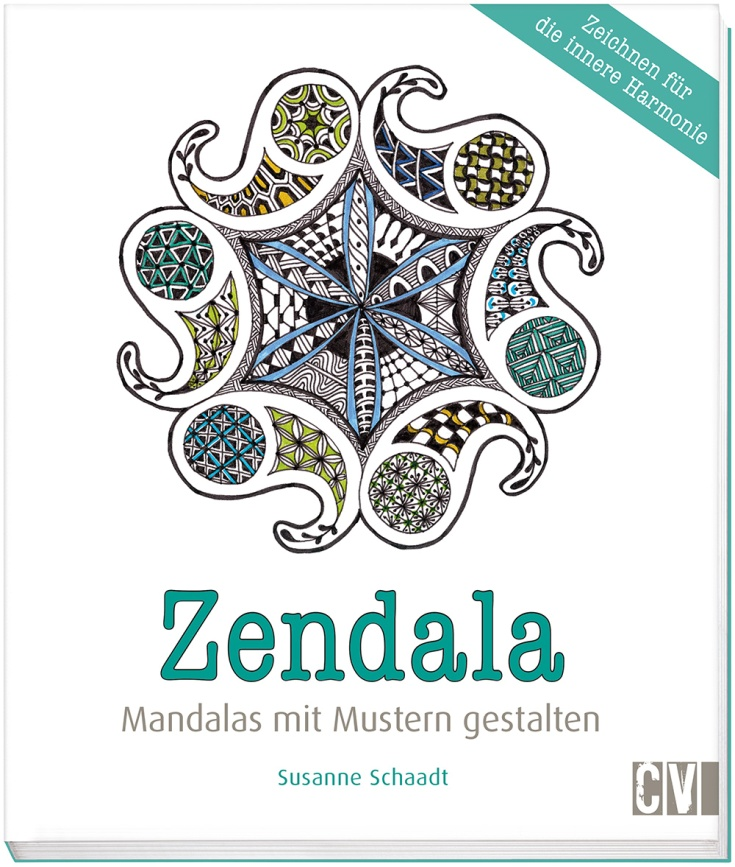 Zeichnen für
die innere Harmonie
Zendala
Mandalas mit Mustern gestalten
Susanne Schaadt
CV